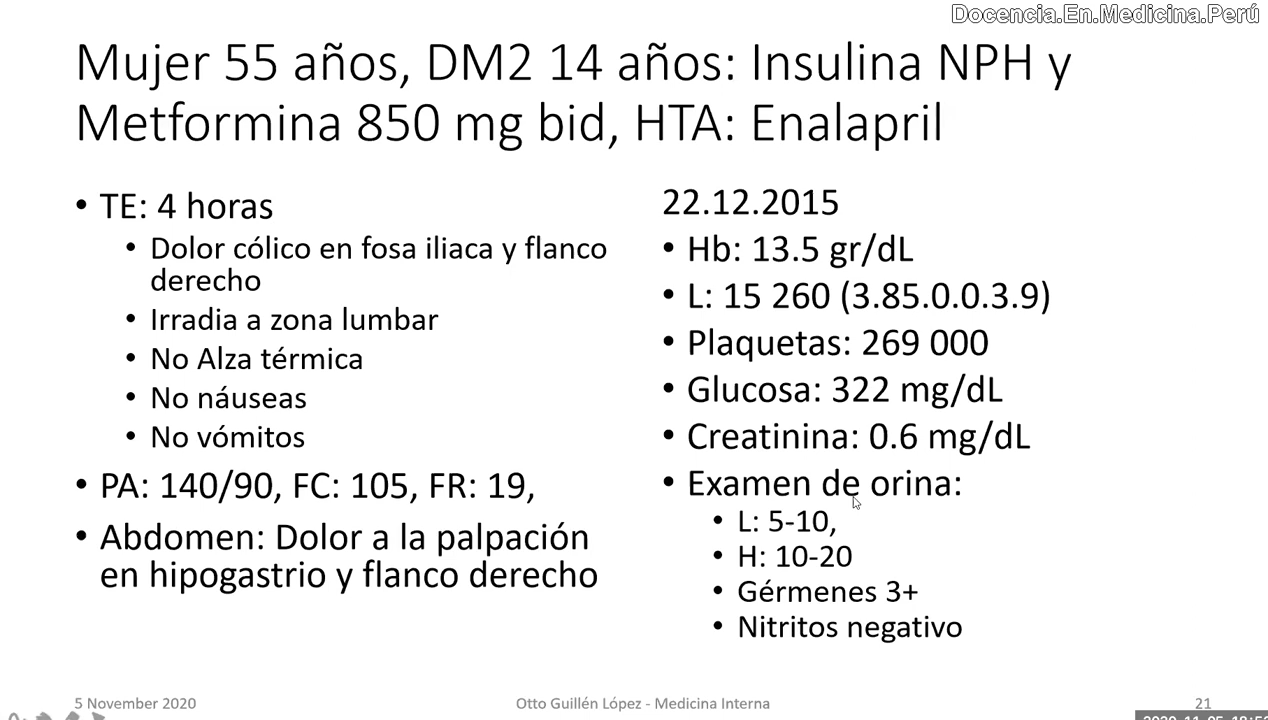 Docencia.En.Medicina.Perú
Mujer 55 años, DM2 14 años: Insulina NPH y
Metformina 850 mg bid, HTA: Enalapril
• TE: 4 horas
• Dolor cólico en fosa iliaca y flanco
derecho
• Irradia a zona lumbar
• No Alza térmica
• No náuseas
• No vómitos
• PA: 140/90, FC: 105, FR: 19,
• Abdomen: Dolor a la palpación
en hipogastrio y flanco derecho
22.12.2015
• Hb: 13.5 gr/dL
• L: 15 260 (3.85.0.0.3.9)
• Plaquetas: 269 000
• Glucosa: 322 mg/dL
• Creatinina: 0.6 mg/dL
• Examen de orina:
• L: 5-10,
• H: 10-20
• Gérmenes 3+
• Nitritos negativo
5 November 2020
Otto Guillén López - Medicina Interna
21